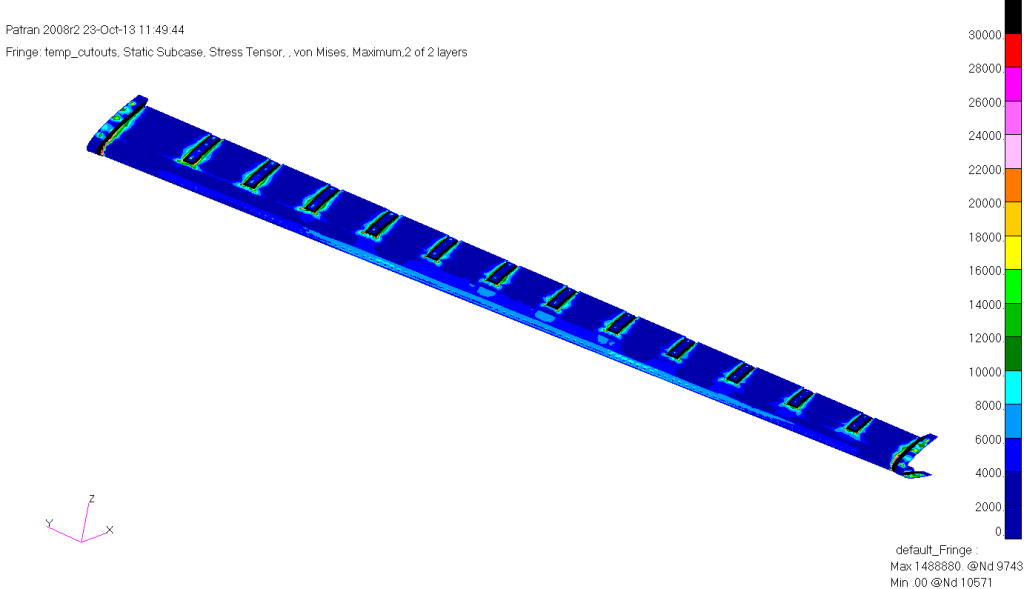 Patran 2008r2 23-Oct-13 11:49:44
Fringe: temp_cutouts, Static Subcase, Stress Tensor, , von Mises, Maximum,2 of 2 layers
30000.
28000.
26000.
24000.
22000.
20000.
18000.
16000.
14000.
12000.
10000.
8000.
6000.
4000.
2000.
0.
Z
Y
X
default_Fringe :
Max 1488880. @Nd 9743
Min .00 @Nd 10571